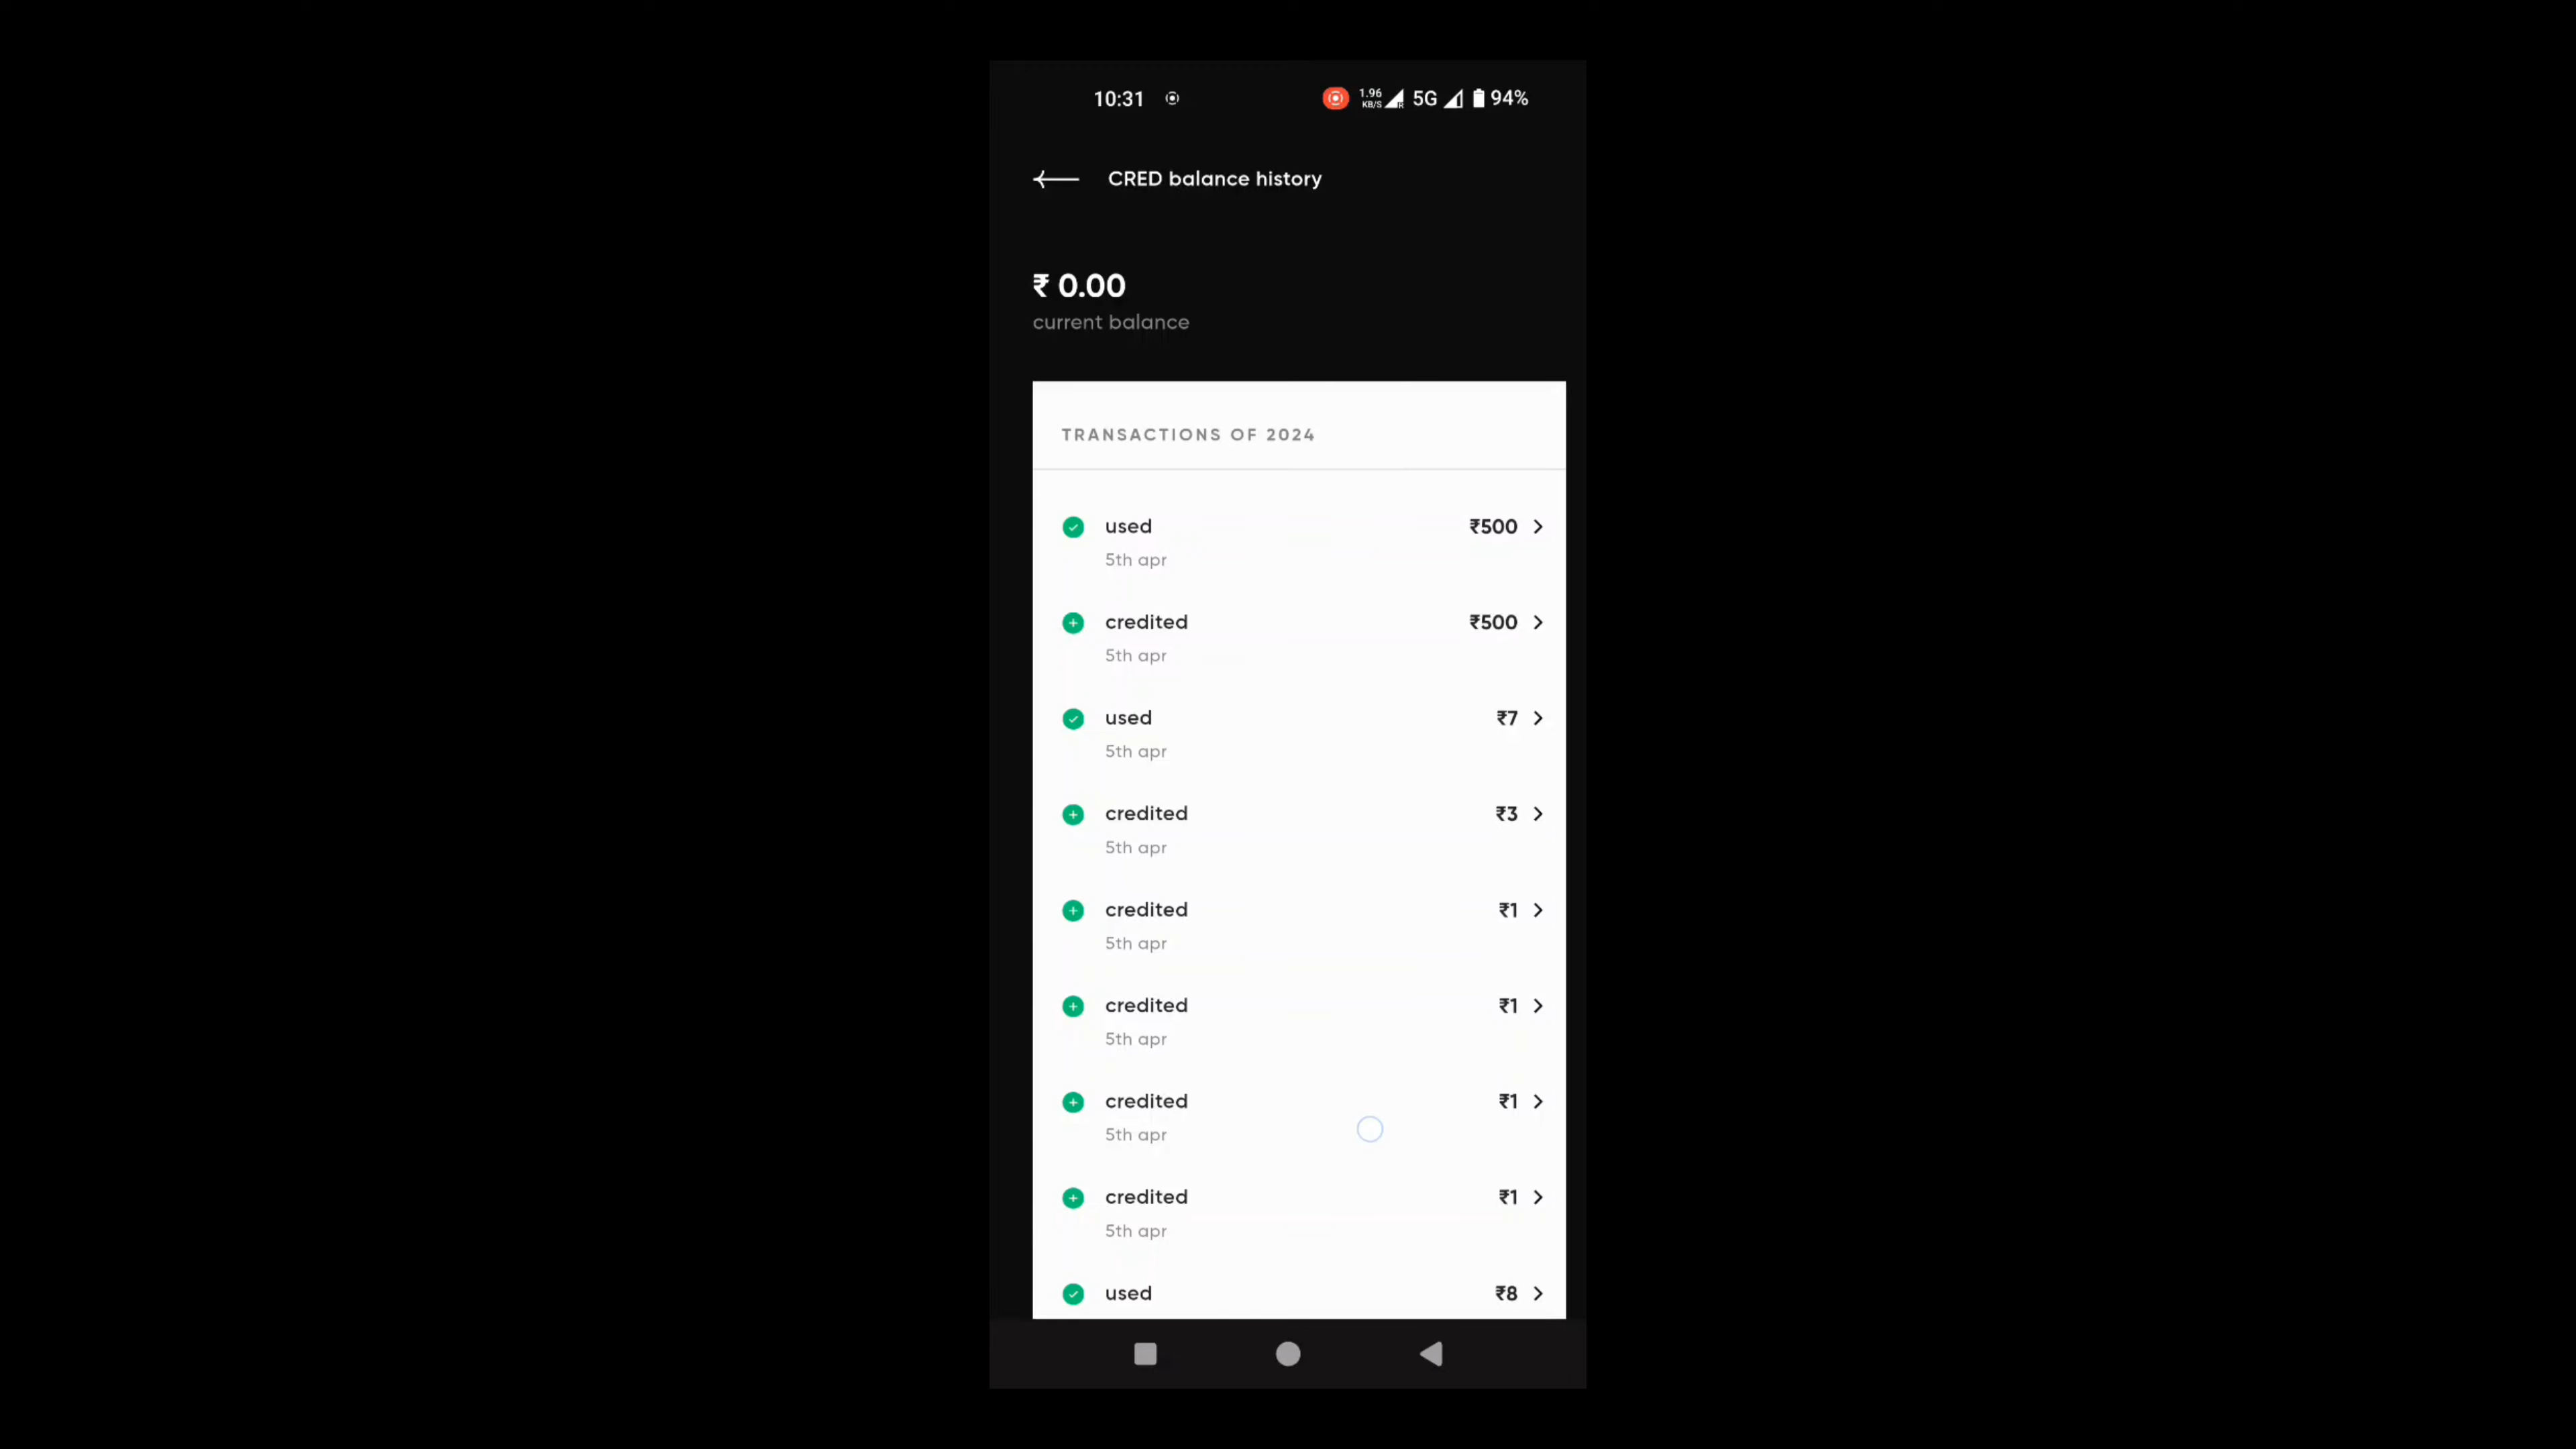 10:31 1.96 KB/S R 5G 94%
CRED balance history
₹ 0.00
current balance
TRANSACTIONS OF 2024
used ₹500
5th apr
credited ₹500
5th apr
used ₹7
5th apr
credited ₹3
5th apr
credited ₹1
5th apr
credited ₹1
5th apr
credited ₹1
5th apr
credited ₹1
5th apr
used ₹8